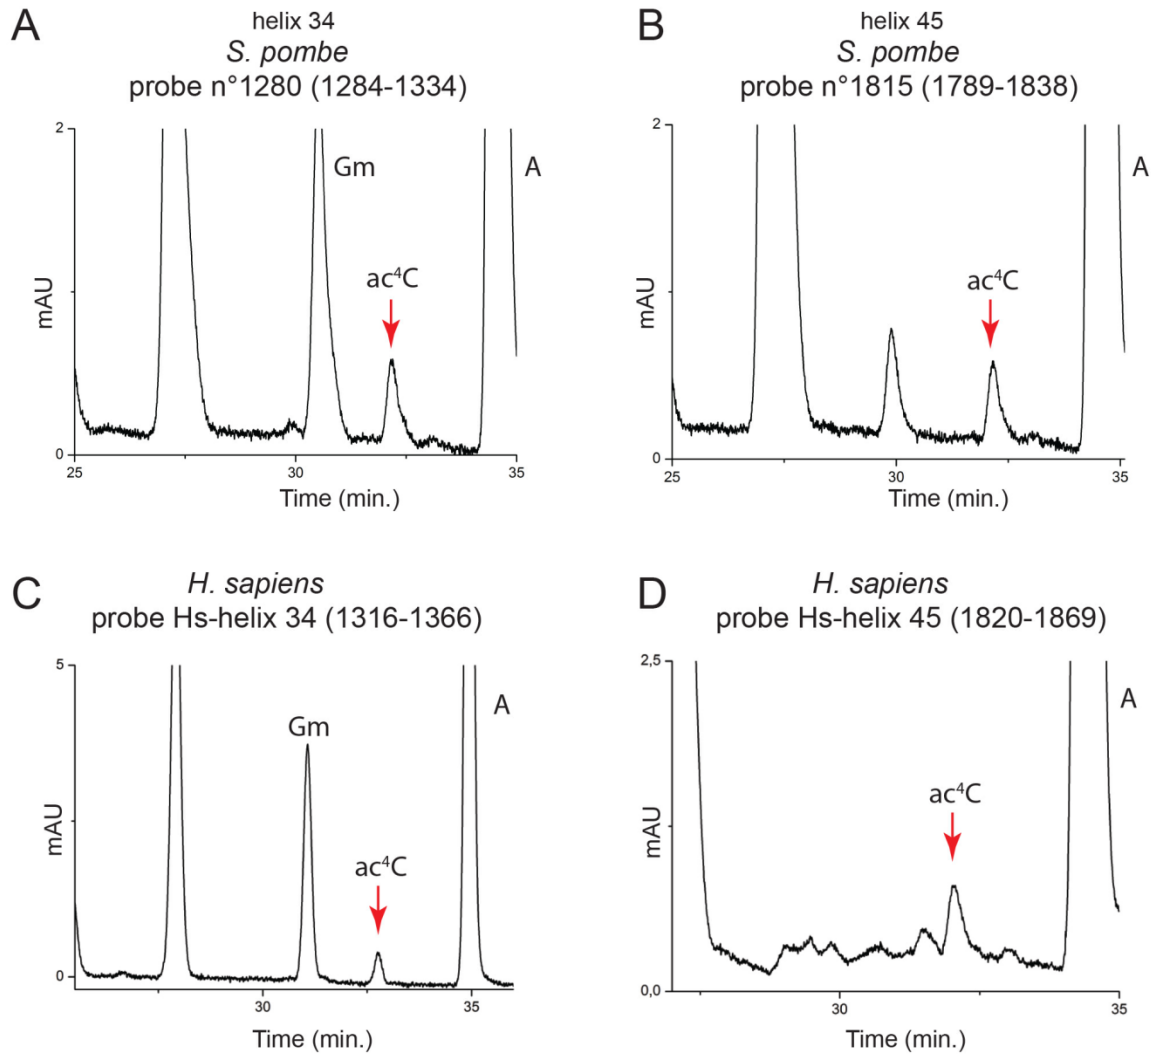 A
helix 34
S. pombe
probe n°1280 (1284-1334)
2
1
0
mAU
Gm
ac⁴C
A
25
30
35
Time (min.)
B
helix 45
S. pombe
probe n°1815 (1789-1838)
2
1
0
mAU
ac⁴C
A
25
30
35
Time (min.)
C
H. sapiens
probe Hs-helix 34 (1316-1366)
5
0
mAU
Gm
ac⁴C
A
30
35
Time (min.)
D
H. sapiens
probe Hs-helix 45 (1820-1869)
2,5
0,0
mAU
ac⁴C
A
30
35
Time (min.)